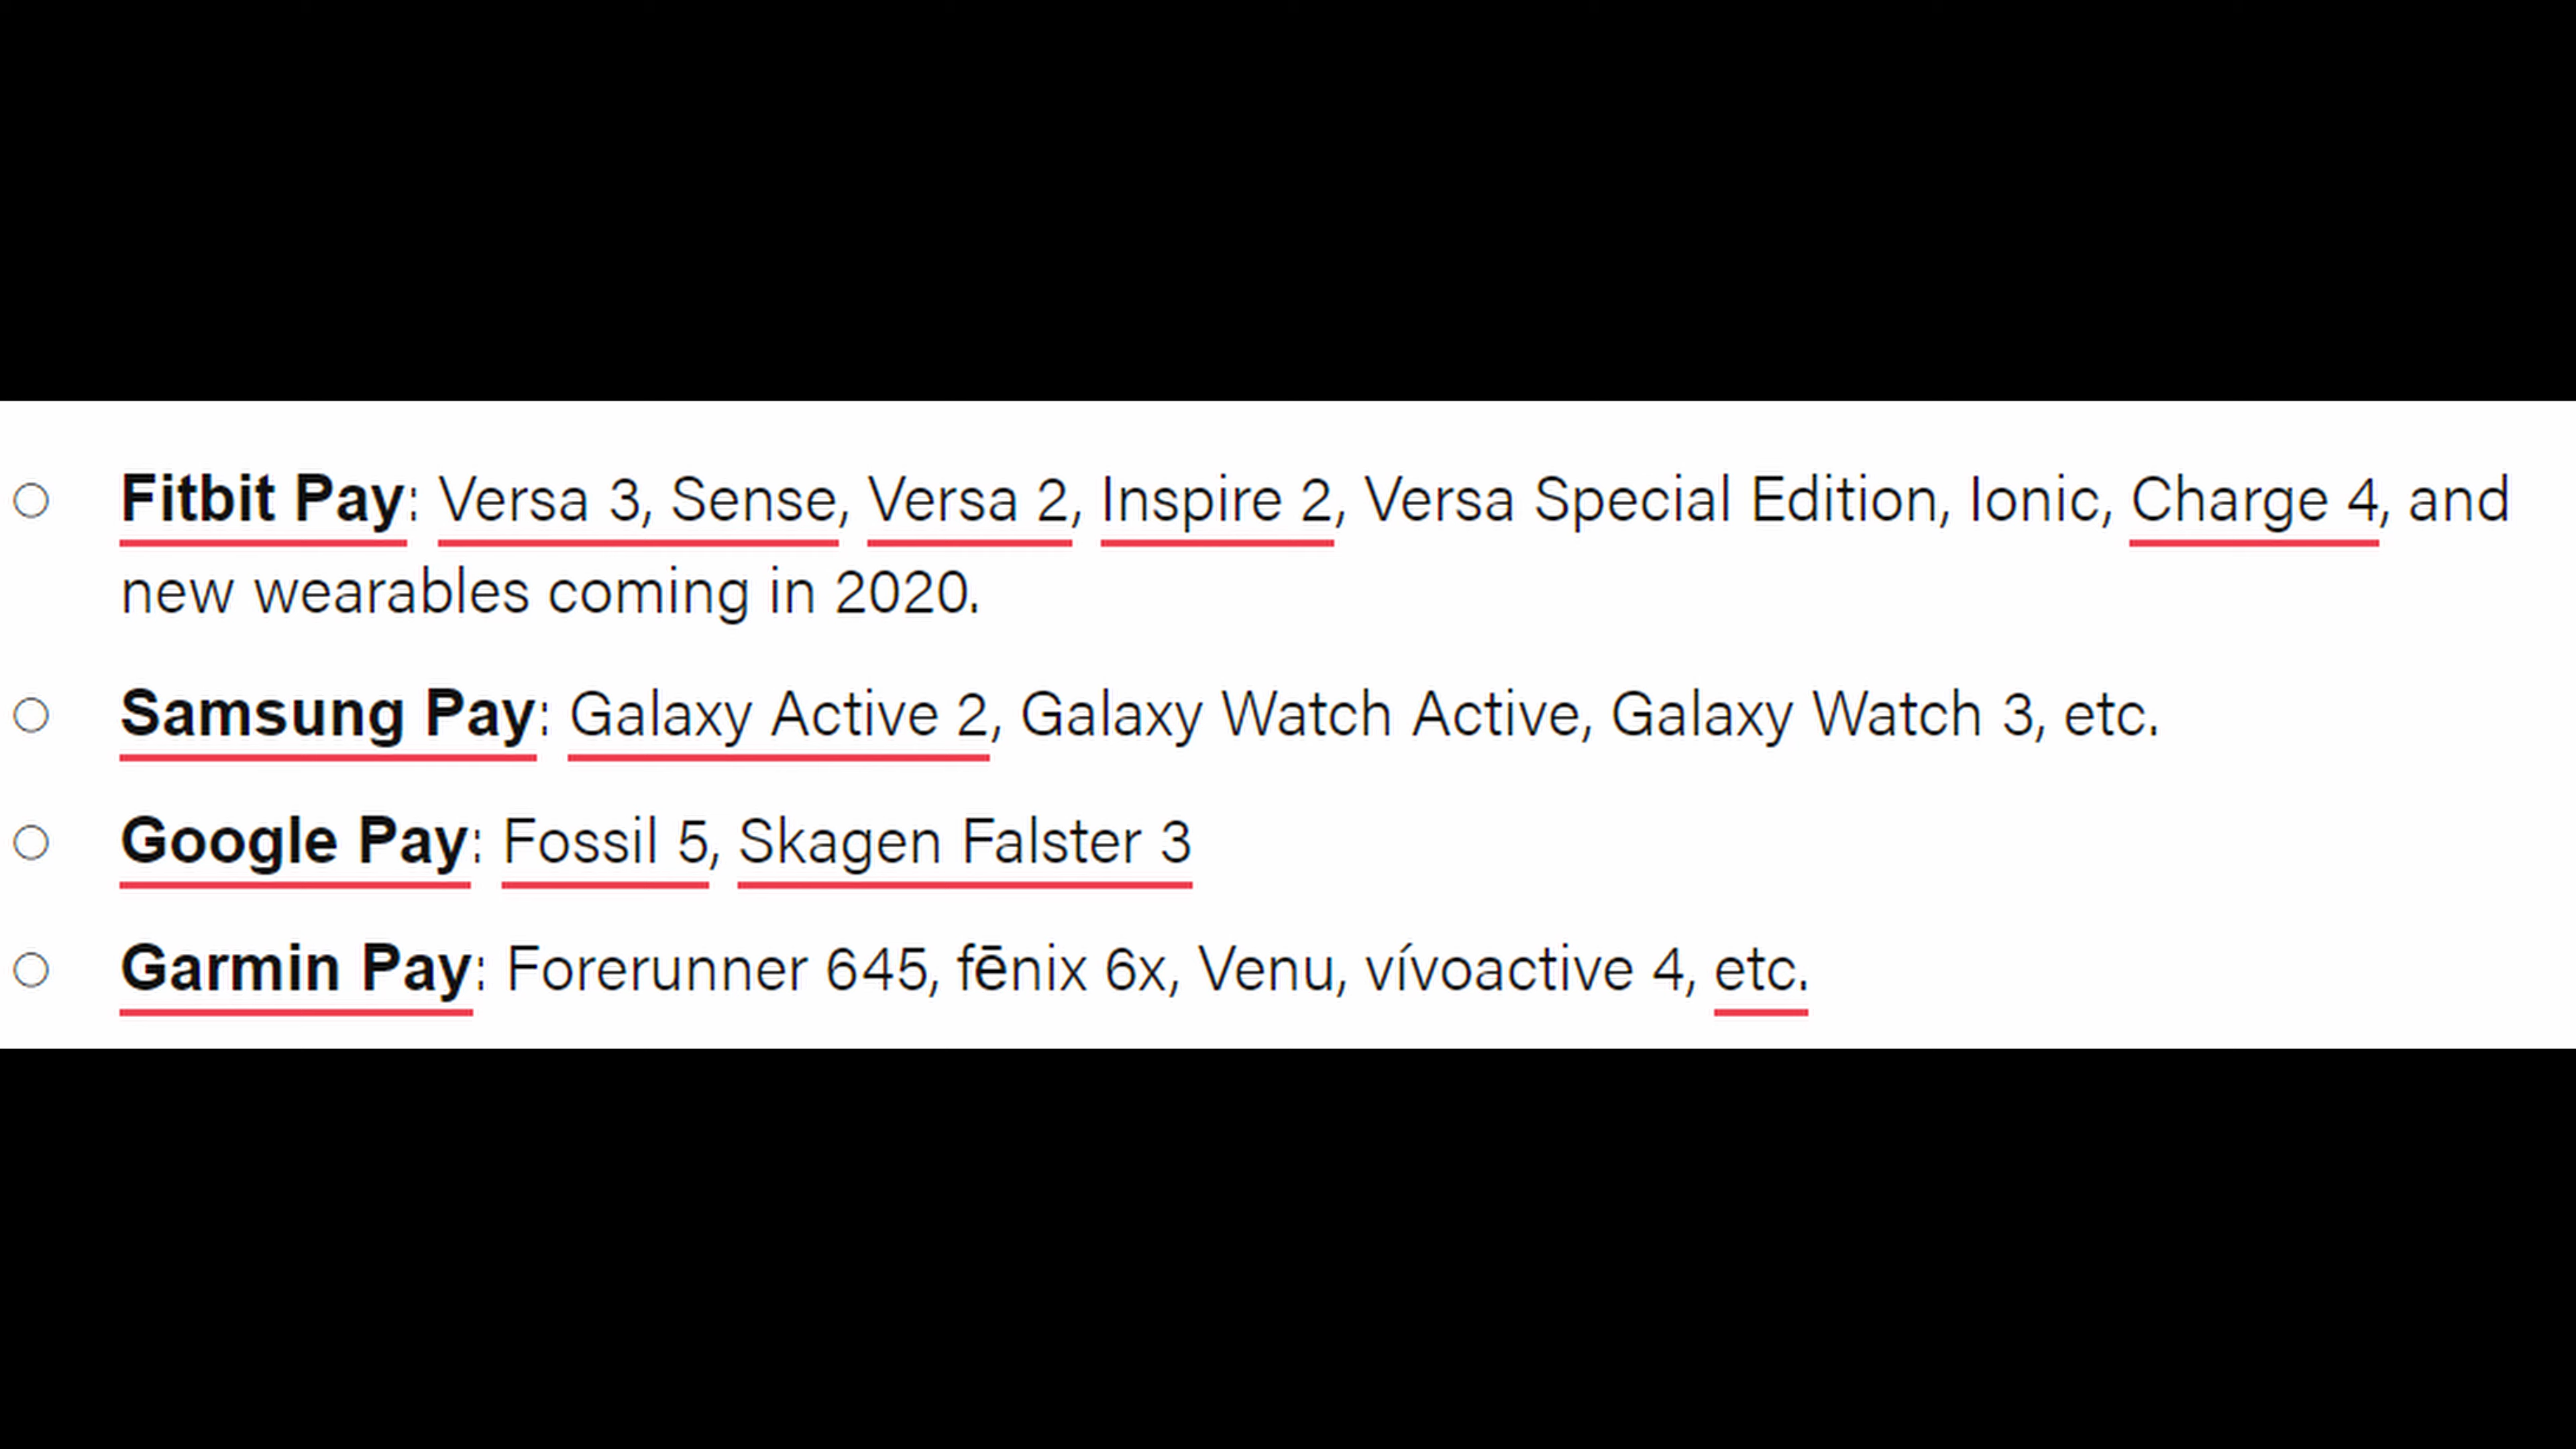 Fitbit Pay: Versa 3, Sense, Versa 2, Inspire 2, Versa Special Edition, Ionic, Charge 4, and
new wearables coming in 2020.
Samsung Pay: Galaxy Active 2, Galaxy Watch Active, Galaxy Watch 3, etc.
Google Pay: Fossil 5, Skagen Falster 3
Garmin Pay: Forerunner 645, fēnix 6x, Venu, vívoactive 4, etc.